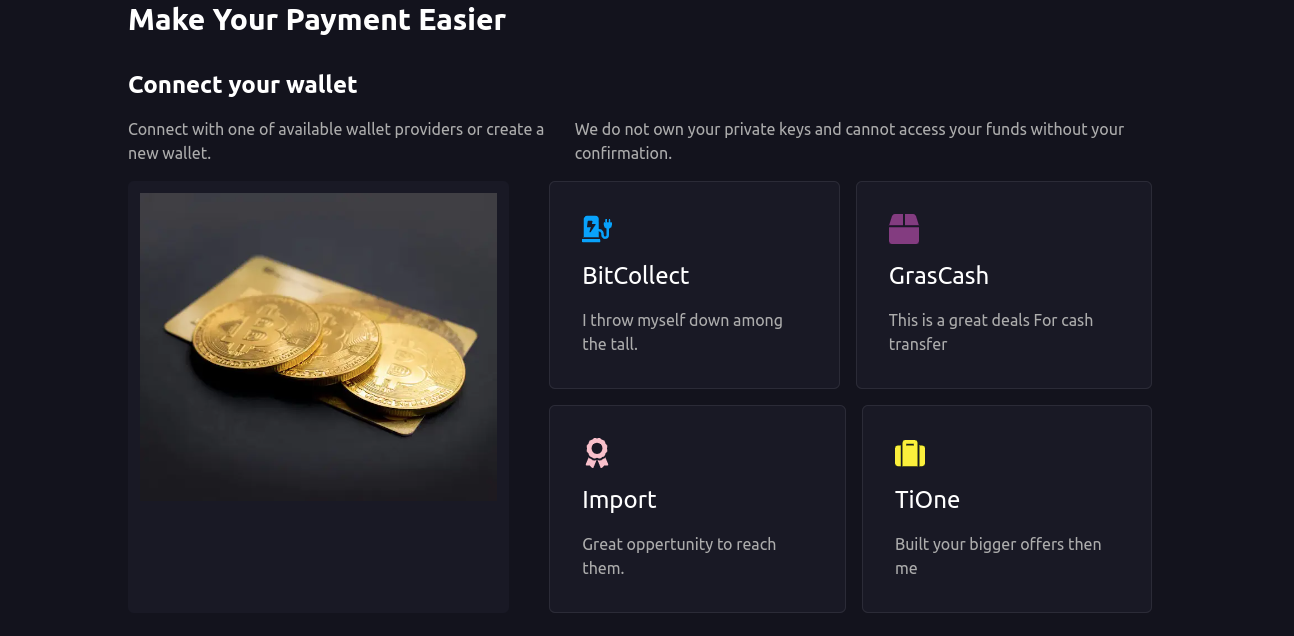 Make Your Payment Easier
Connect your wallet
Connect with one of available wallet providers or create a
new wallet.
We do not own your private keys and cannot access your funds without your
confirmation.
BitCollect
I throw myself down among
the tall.
GrasCash
This is a great deals For cash
transfer
Import
Great oppertunity to reach
them.
TiOne
Built your bigger offers then
me